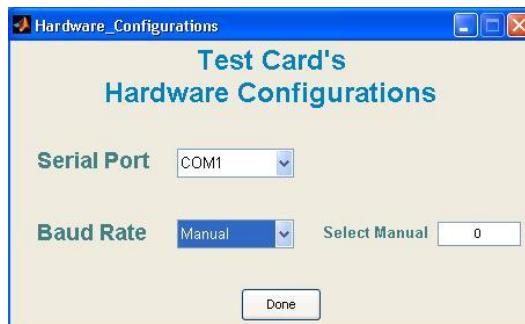 Hardware_Configurations
Test Card's
Hardware Configurations
Serial Port COM1
Baud Rate Manual Select Manual 0
Done